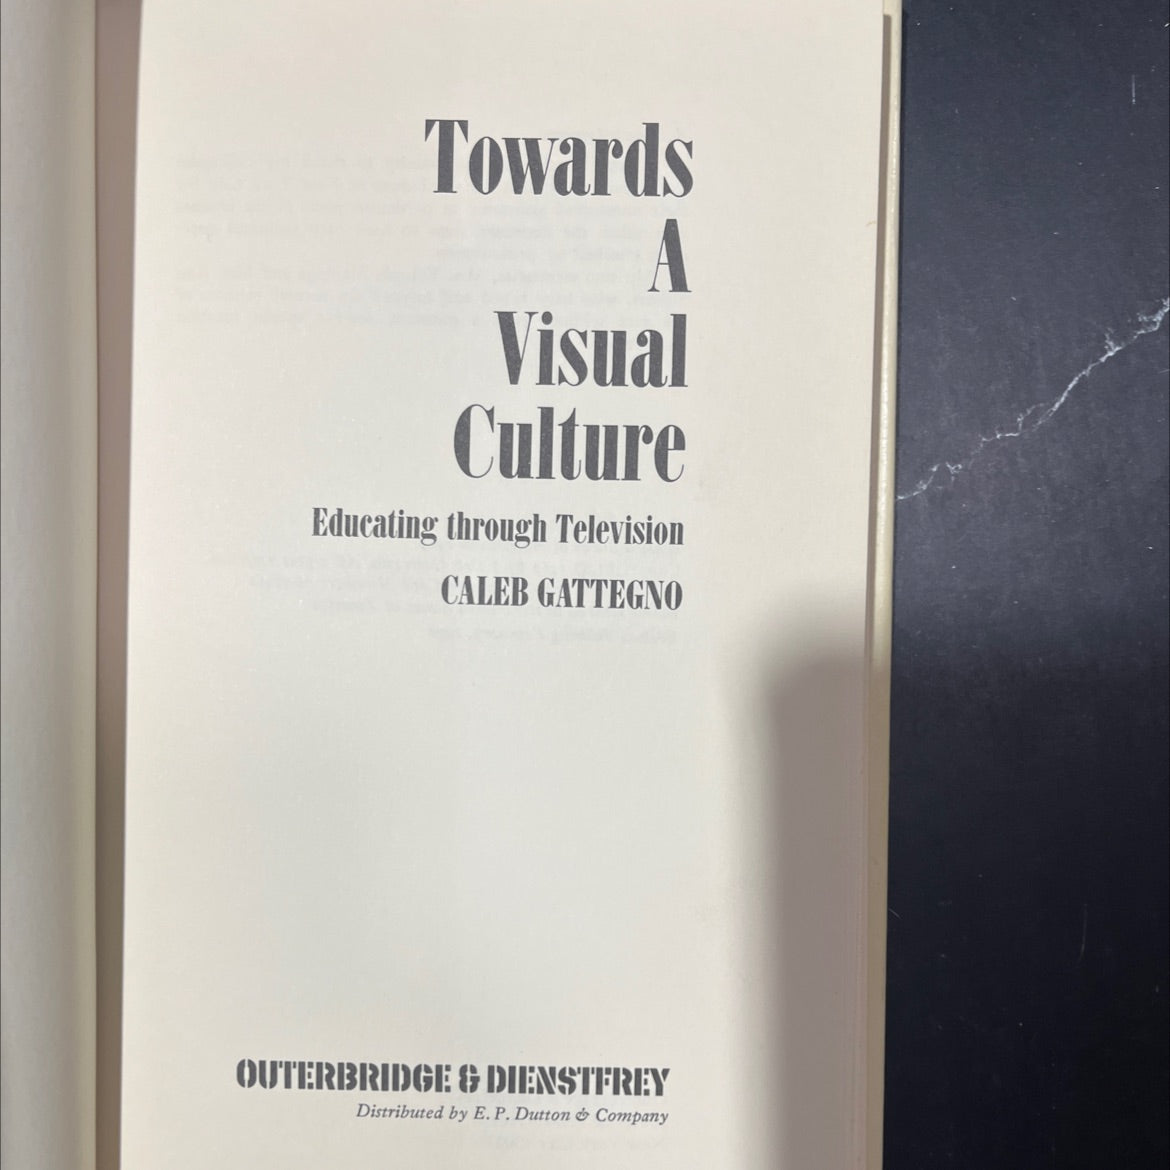 Towards
A
Visual
Culture
Educating through Television
CALEB GATTEGNO
OUTERBRIDGE & DIENSTFREY
Distributed by E. P. Dutton & Company